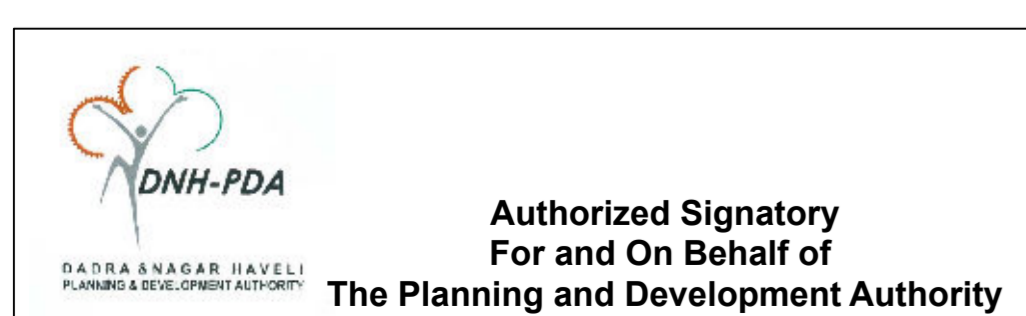 DNH-PDA
DADRA & NAGAR HAVELI
PLANNING & DEVELOPMENT AUTHORITY
Authorized Signatory
For and On Behalf of
The Planning and Development Authority